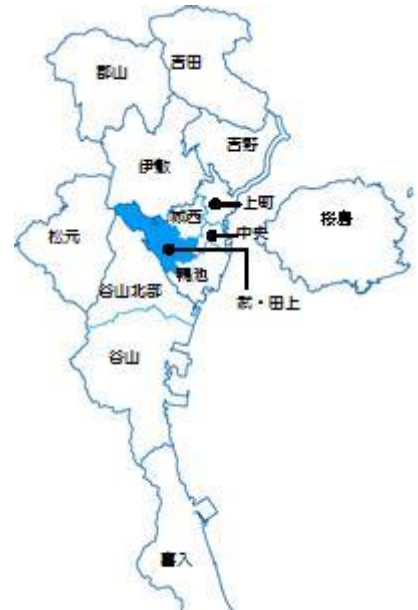 吉田
郡山
吉野
伊敷
上町
城西
桜島
中央
松元
鴨池
谷山北部
武・田上
谷山
喜入